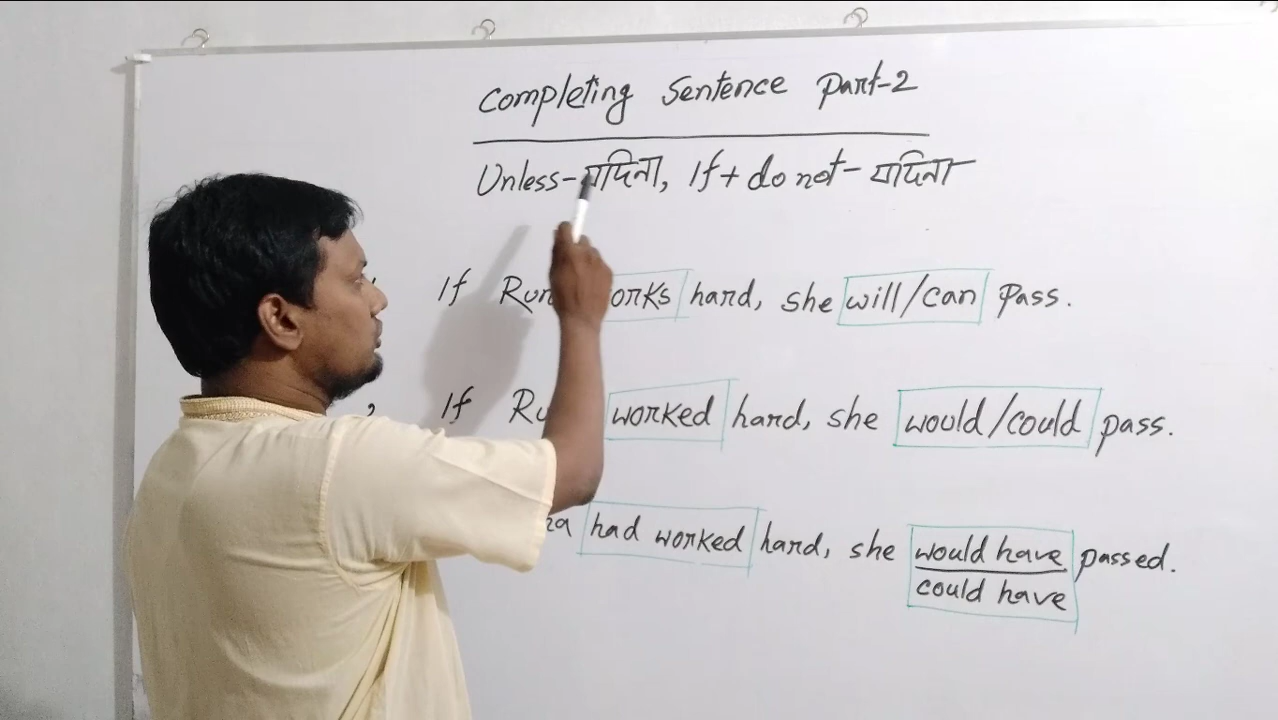 Completing Sentence Part-2
Unless-যদিনা, If + do not - যদিনা
If hard, she will/can pass.
If worked hard, she would/could pass.
had worked hard, she would have passed.
could have